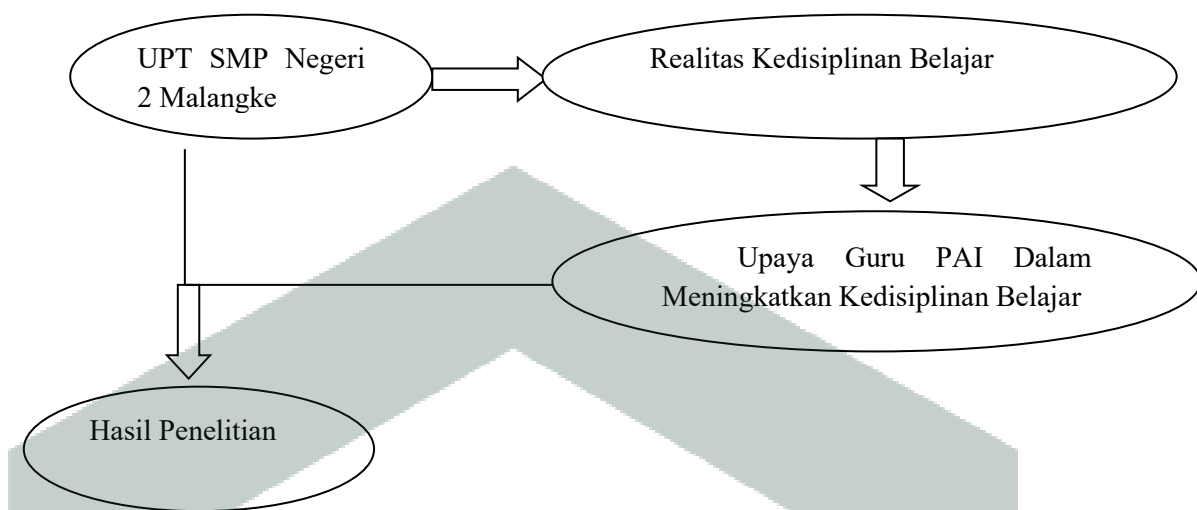 UPT SMP Negeri
2 Malangke
Realitas Kedisiplinan Belajar
Upaya Guru PAI Dalam
Meningkatkan Kedisiplinan Belajar
Hasil Penelitian